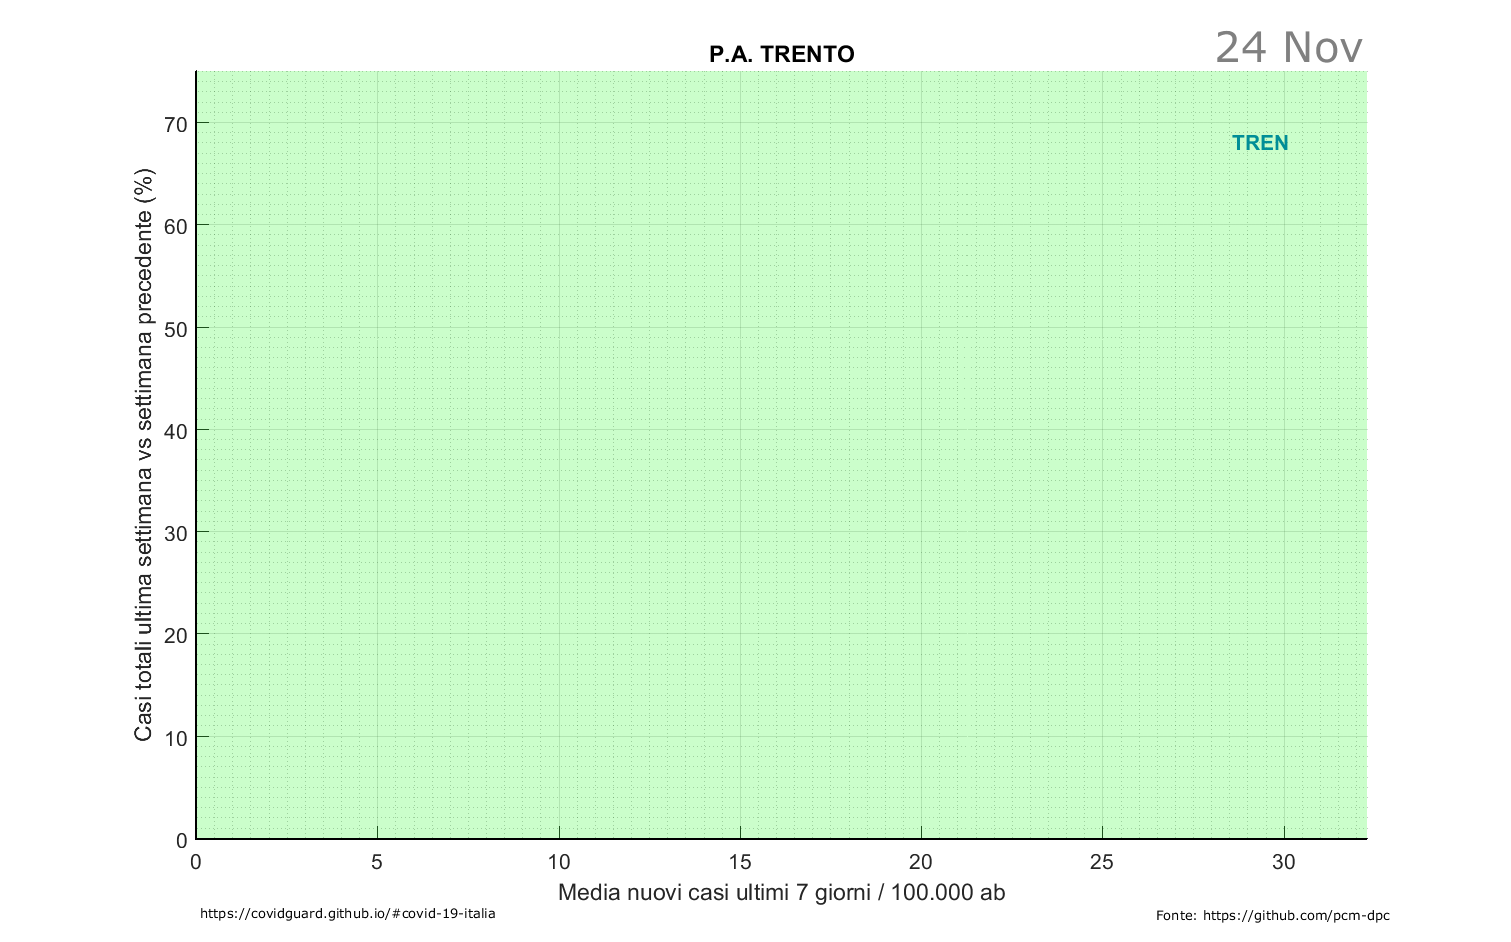 24 Nov
P.A. TRENTO
TREN
Casi totali ultima settimana vs settimana precedente (%)
70
60
50
40
30
20
10
0
0 5 10 15 20 25 30
Media nuovi casi ultimi 7 giorni / 100.000 ab
https://covidguard.github.io/#covid-19-italia
Fonte: https://github.com/pcm-dpc